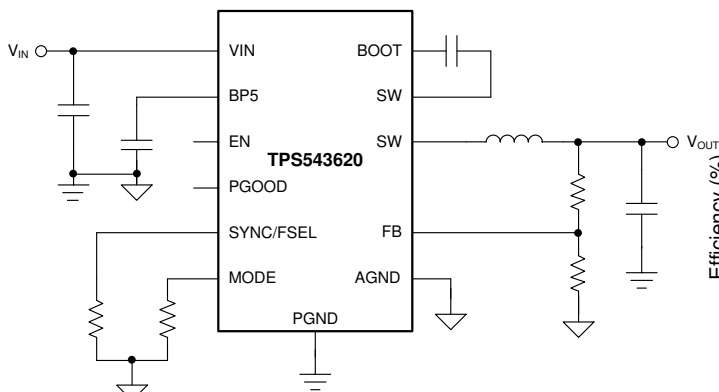 VIN
VIN
BOOT
BP5
SW
EN
SW
VOUT
TPS543620
PGOOD
SYNC/FSEL
FB
MODE
AGND
PGND
Efficiency (%)